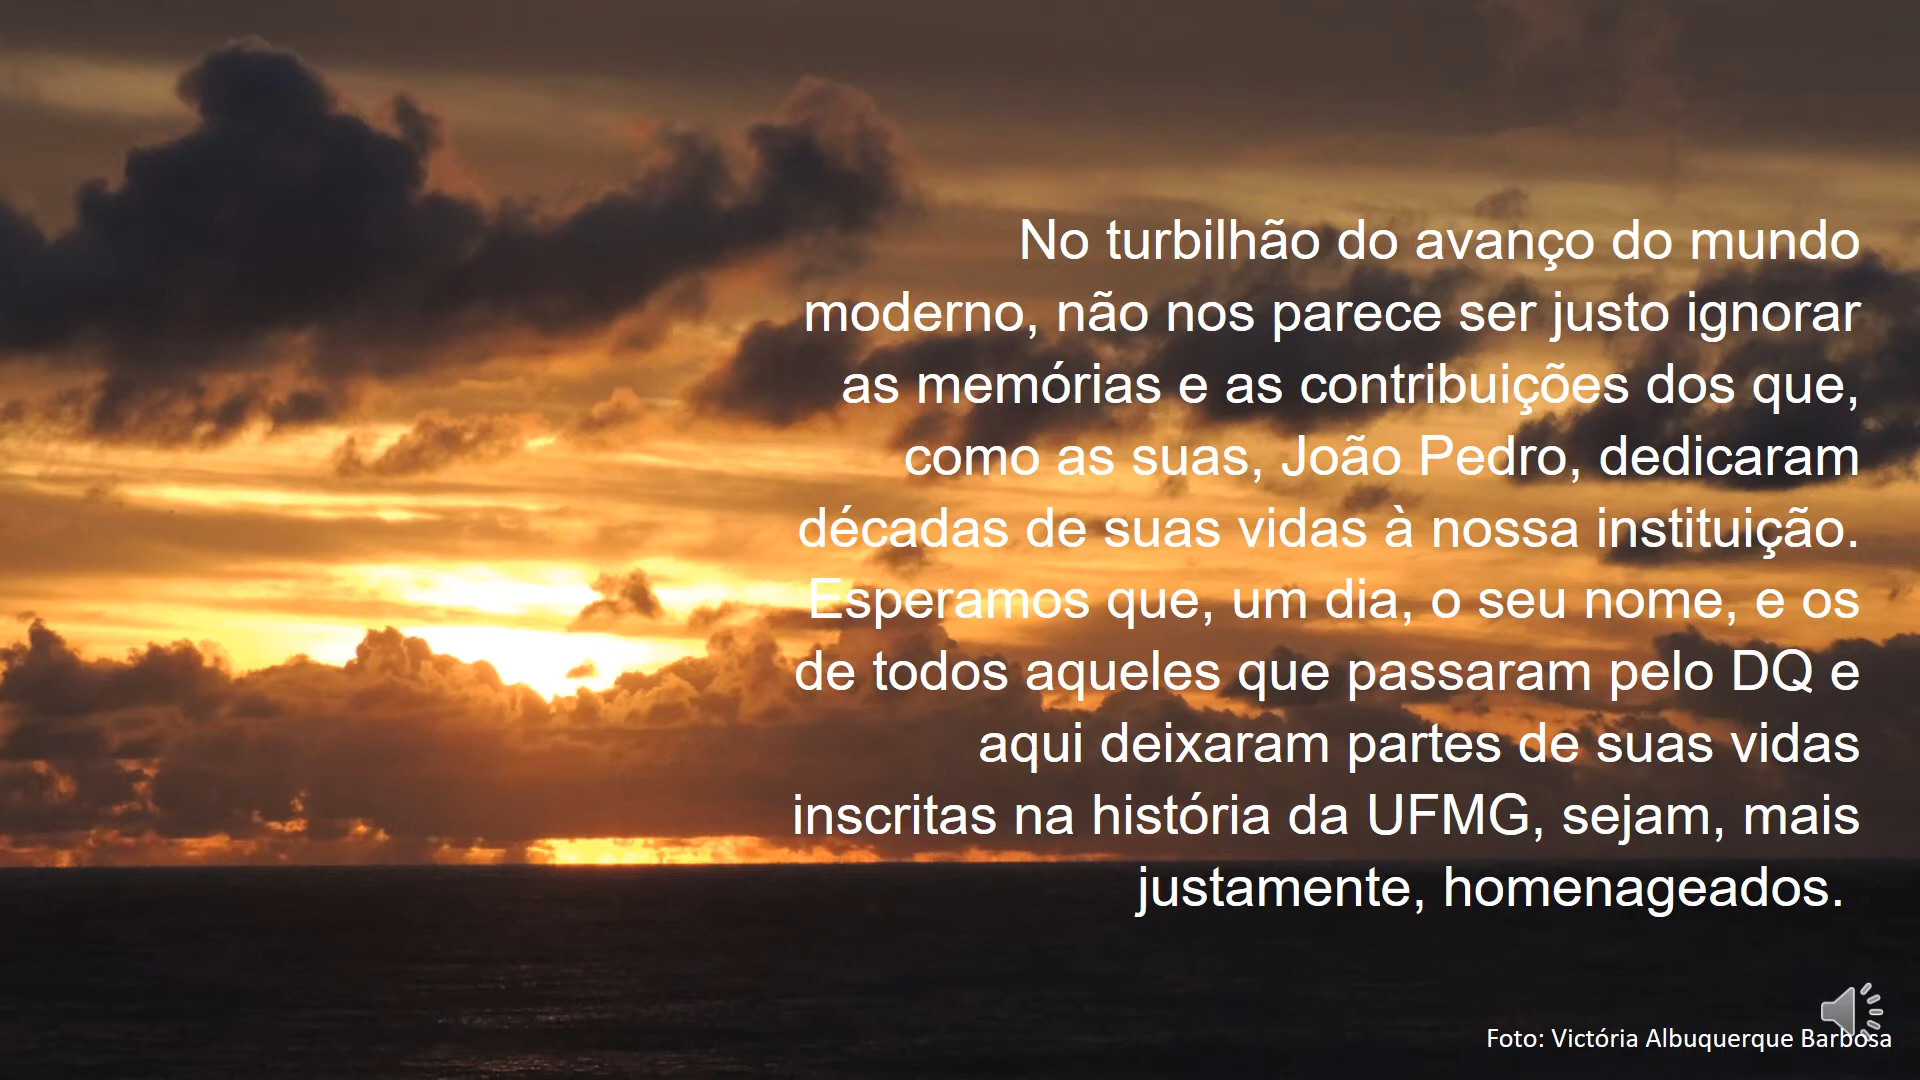 No turbilhão do avanço do mundo
moderno, não nos parece ser justo ignorar
as memórias e as contribuições dos que,
como as suas, João Pedro, dedicaram
décadas de suas vidas à nossa instituição.
Esperamos que, um dia, o seu nome, e os
de todos aqueles que passaram pelo DQ e
aqui deixaram partes de suas vidas
inscritas na história da UFMG, sejam, mais
justamente, homenageados.
Foto: Victória Albuquerque Barbosa